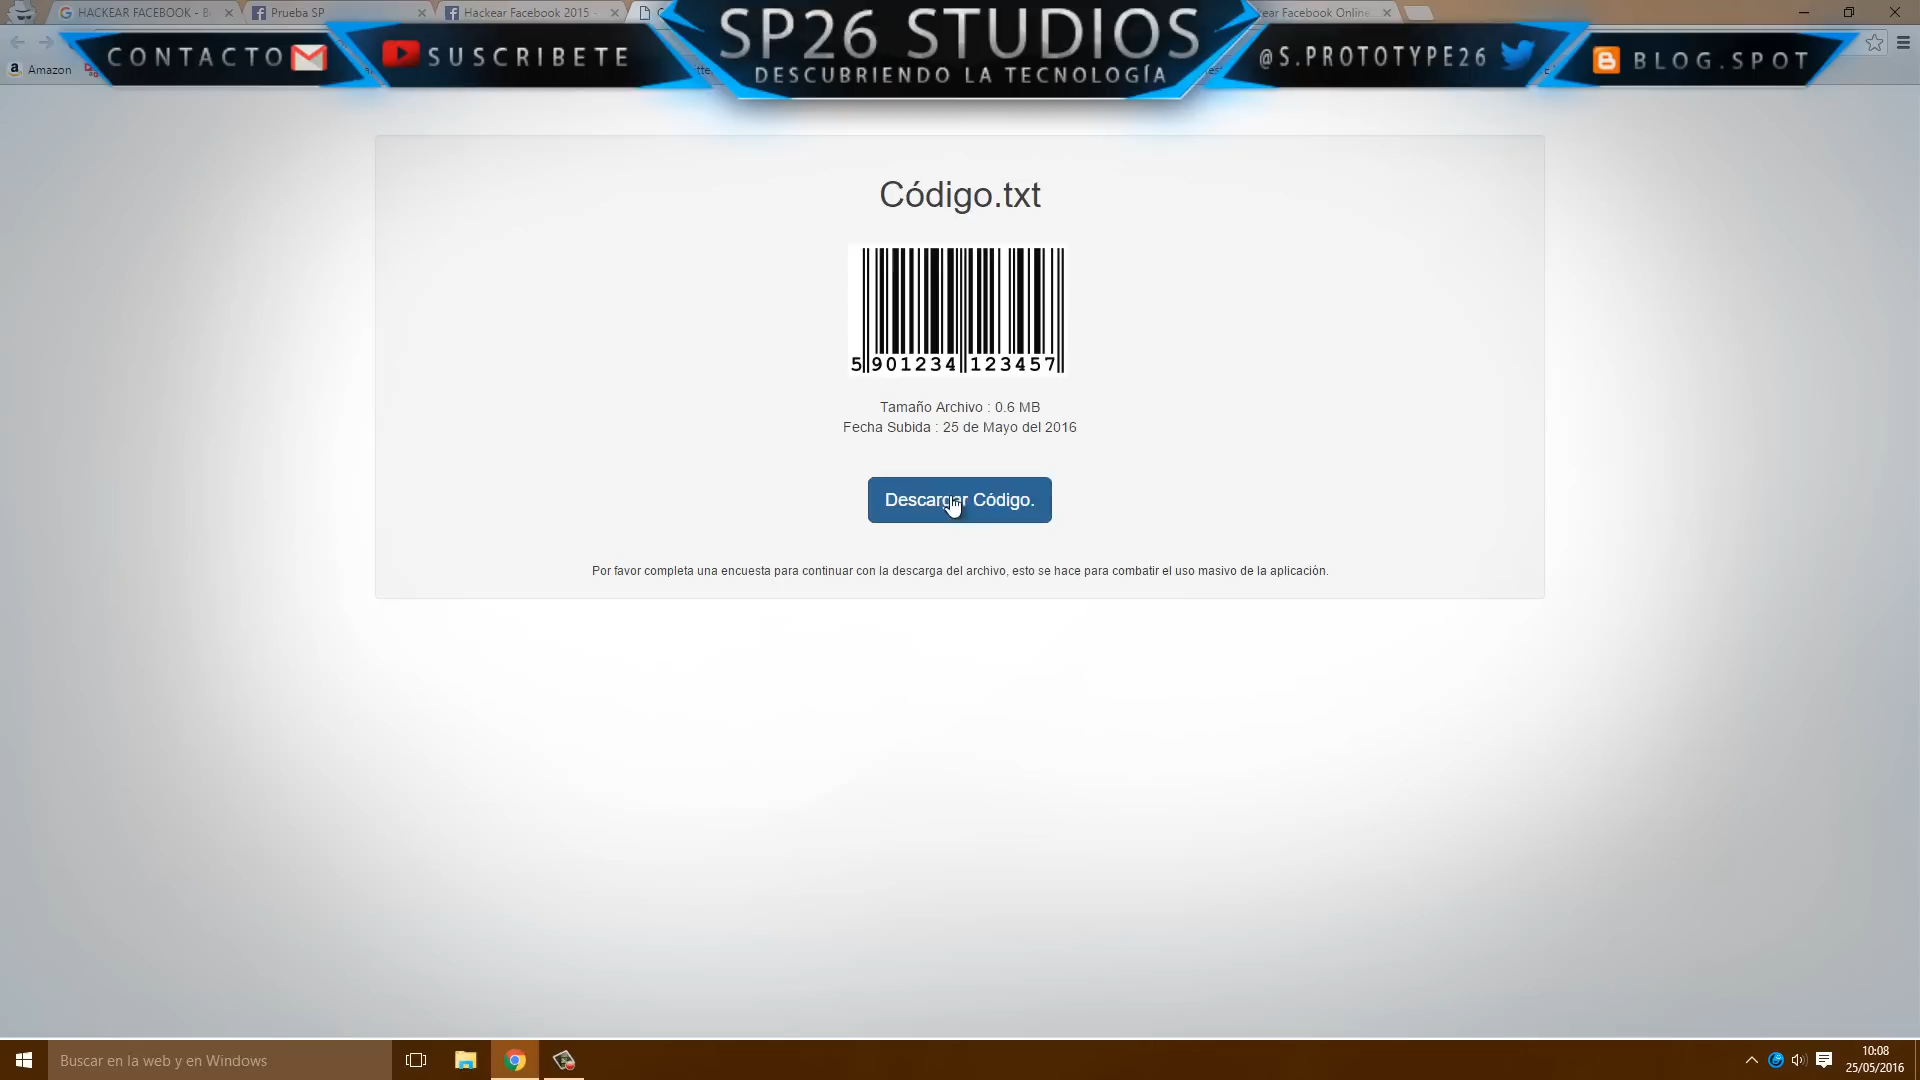 HACKEAR FACEBOOK - B
Prueba SP
Hackear Facebook 2015 -
ear Facebook Online
CONTACTO
SUSCRIBETE
SP26 STUDIOS
DESCUBRIENDO LA TECNOLOGÍA
@S.PROTOTYPE26
BLOG.SPOT
Amazon
Código.txt
5 901234 123457
Tamaño Archivo : 0.6 MB
Fecha Subida : 25 de Mayo del 2016
Descargar Código.
Por favor completa una encuesta para continuar con la descarga del archivo, esto se hace para combatir el uso masivo de la aplicación.
Buscar en la web y en Windows
10:08
25/05/2016